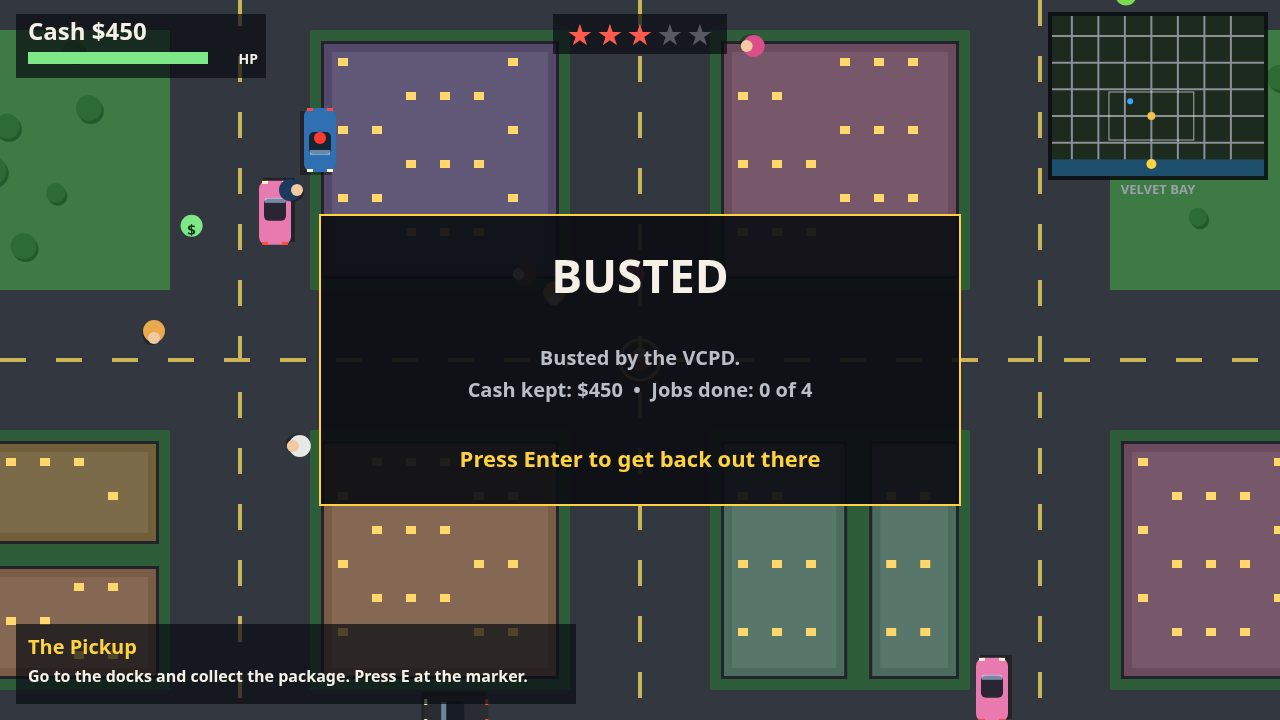 Cash $450
HP
VELVET BAY
$
BUSTED
Busted by the VCPD.
Cash kept: $450 • Jobs done: 0 of 4
Press Enter to get back out there
The Pickup
Go to the docks and collect the package. Press E at the marker.